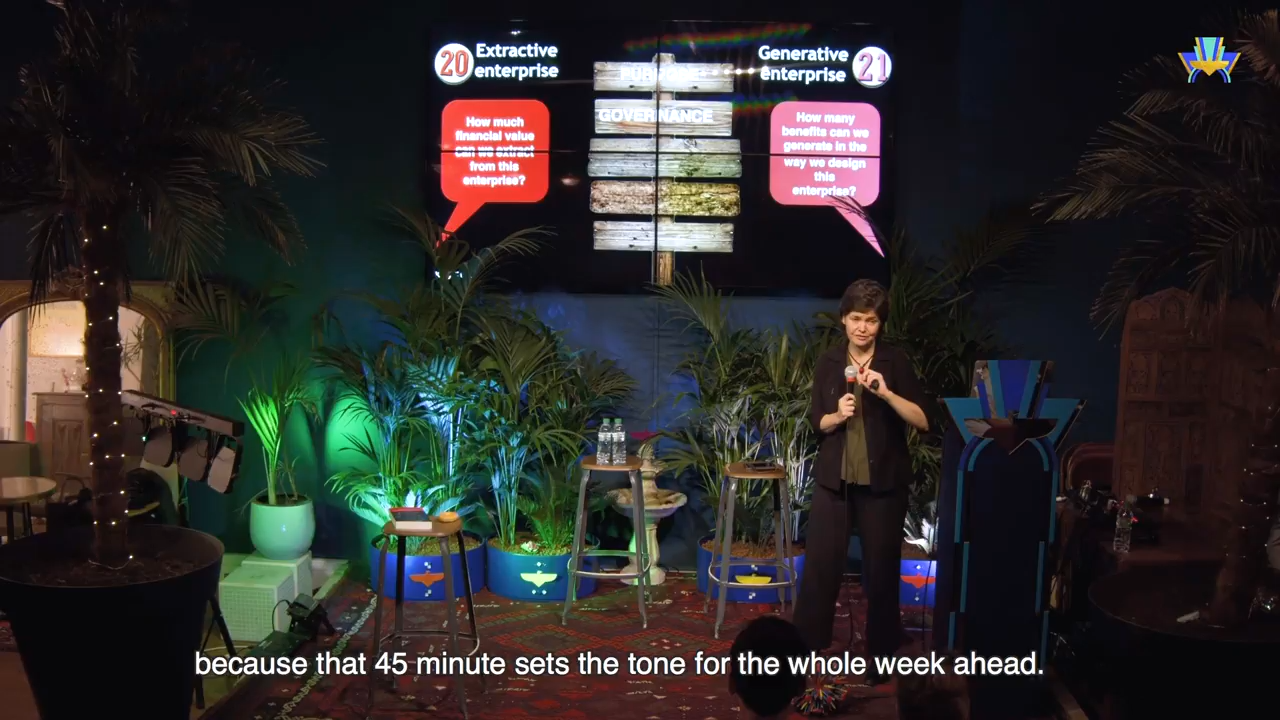 20
Extractive
enterprise
Generative
enterprise
21
PURPOSE
GOVERNANCE
How much
financial value
can we extract
from this
enterprise?
How many
benefits can we
generate in the
way we design
this
enterprise?
because that 45 minute sets the tone for the whole week ahead.